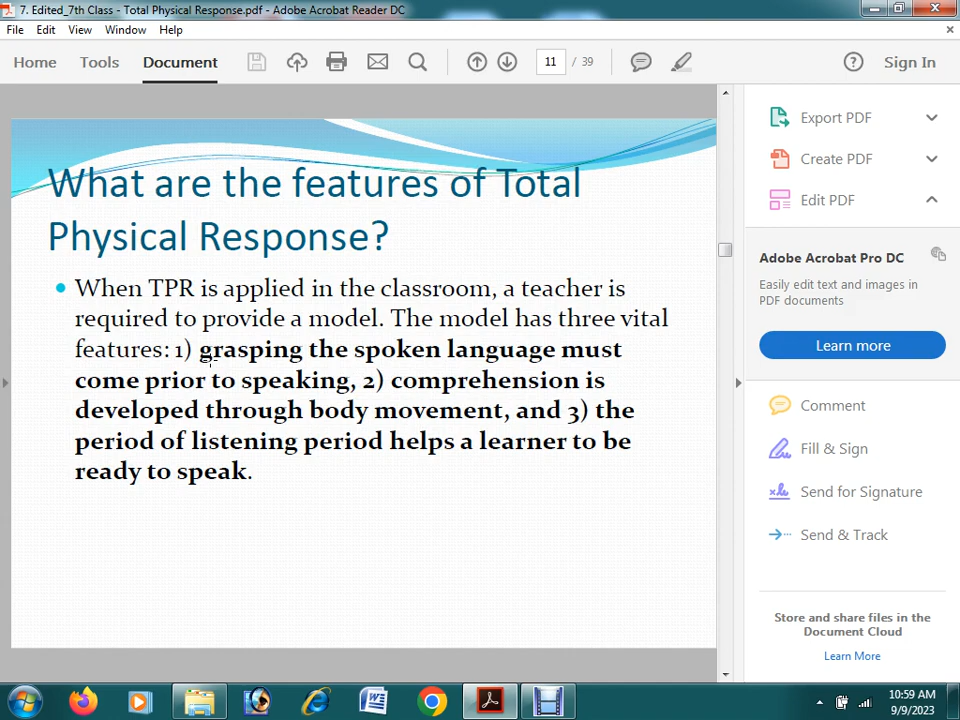 7. Edited_7th Class - Total Physical Response.pdf - Adobe Acrobat Reader DC
File Edit View Window Help
Home Tools Document 11 / 39 Sign In
What are the features of Total
Physical Response?
• When TPR is applied in the classroom, a teacher is
required to provide a model. The model has three vital
features: 1) grasping the spoken language must
come prior to speaking, 2) comprehension is
developed through body movement, and 3) the
period of listening period helps a learner to be
ready to speak.
Export PDF
Create PDF
Edit PDF
Adobe Acrobat Pro DC
Easily edit text and images in
PDF documents
Learn more
Comment
Fill & Sign
Send for Signature
Send & Track
Store and share files in the
Document Cloud
Learn More
10:59 AM
9/9/2023